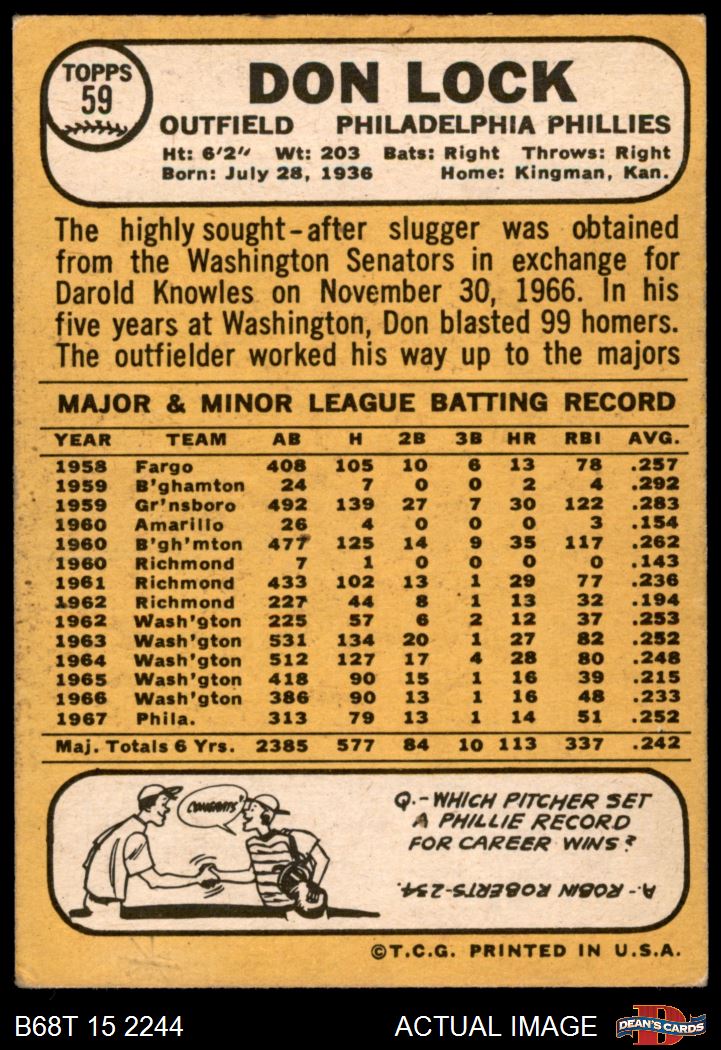 TOPPS
59
DON LOCK
OUTFIELD PHILADELPHIA PHILLIES
Ht: 6'2" Wt: 203 Bats: Right Throws: Right
Born: July 28, 1936 Home: Kingman, Kan.
The highly sought-after slugger was obtained
from the Washington Senators in exchange for
Darold Knowles on November 30, 1966. In his
five years at Washington, Don blasted 99 homers.
The outfielder worked his way up to the majors
MAJOR & MINOR LEAGUE BATTING RECORD
YEAR TEAM AB H 2B 3B HR RBI AVG.
1958 Fargo 408 105 10 6 13 78 .257
1959 B'ghamton 24 7 0 0 2 4 .292
1959 Gr'nsboro 492 139 27 7 30 122 .283
1960 Amarillo 26 4 0 0 0 3 .154
1960 B'gh'mton 477 125 14 9 35 117 .262
1960 Richmond 7 1 0 0 0 0 .143
1961 Richmond 433 102 13 1 29 77 .236
1962 Richmond 227 44 8 1 13 32 .194
1962 Wash'gton 225 57 6 2 12 37 .253
1963 Wash'gton 531 134 20 1 27 82 .252
1964 Wash'gton 512 127 17 4 28 80 .248
1965 Wash'gton 418 90 15 1 16 39 .215
1966 Wash'gton 386 90 13 1 16 48 .233
1967 Phila. 313 79 13 1 14 51 .252
Maj. Totals 6 Yrs. 2385 577 84 10 113 337 .242
CONGRATS'
Q.-WHICH PITCHER SET
A PHILLIE RECORD
FOR CAREER WINS?
A.-ROBIN ROBERTS-234.
©T.C.G. PRINTED IN U.S.A.
B68T 15 2244 ACTUAL IMAGE
D
DEAN'S CARDS